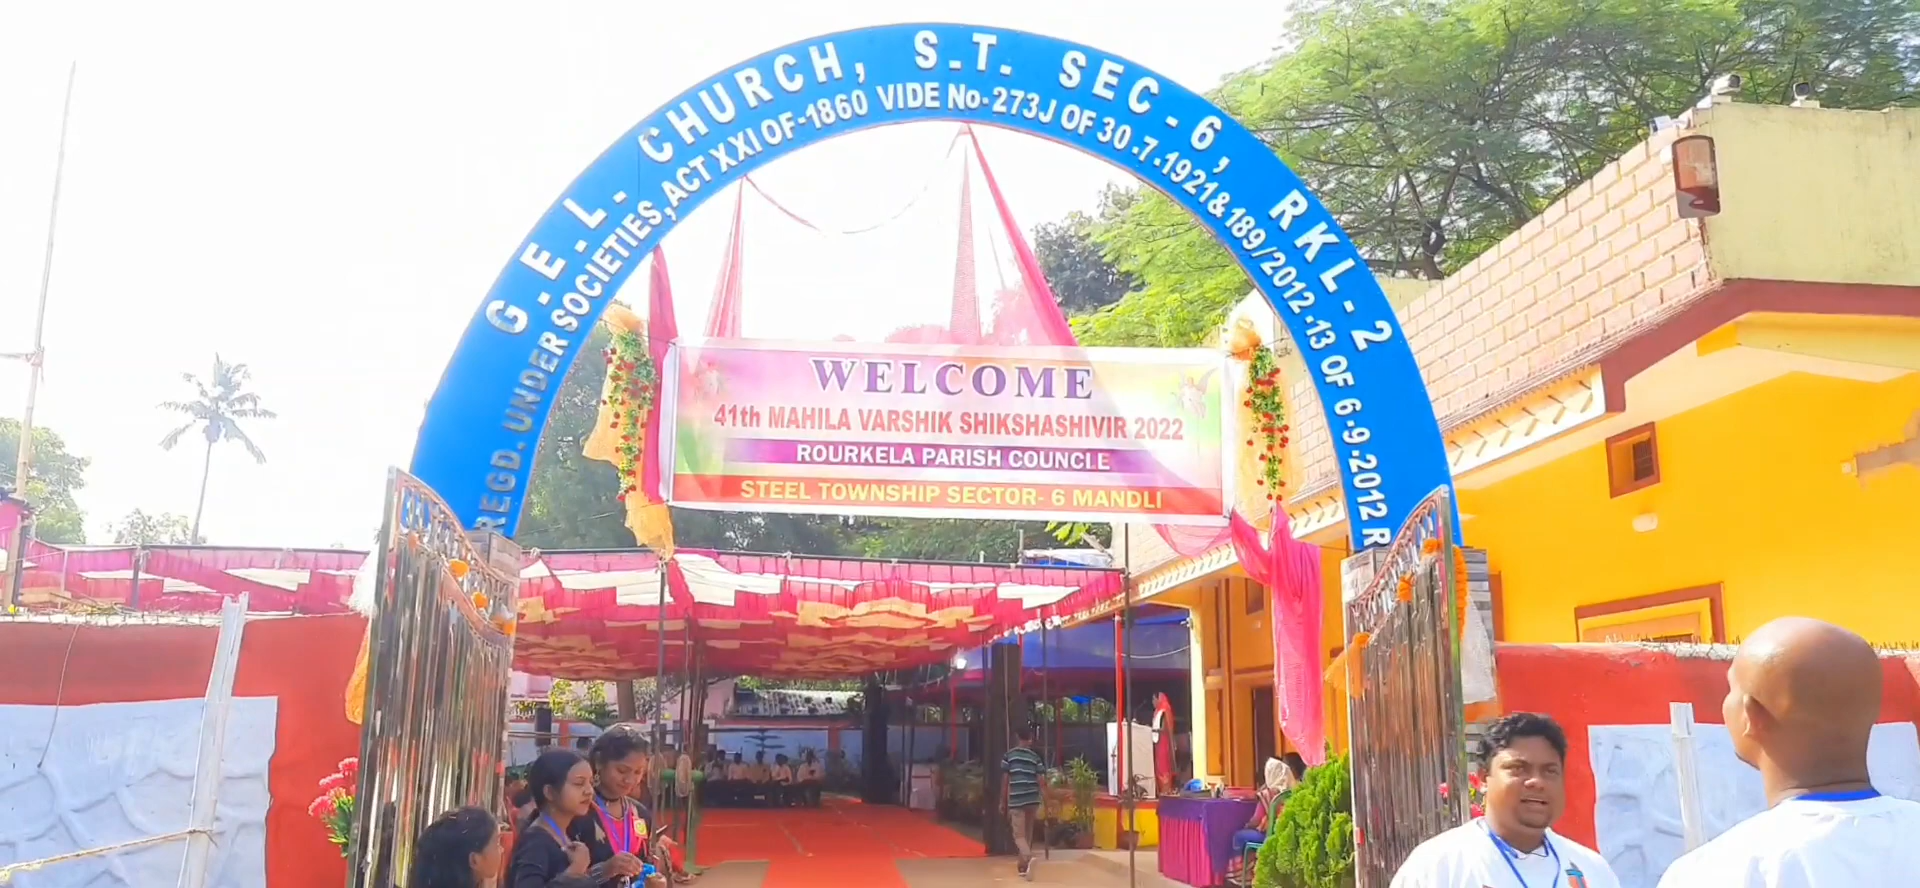 G.E.L. CHURCH, S.T. SEC-6, RKL-2
REGD. UNDER SOCIETIES, ACT XXI OF-1860 VIDE No-273J OF 30.7.1921&189/2012-13 OF 6-9-2012 R
WELCOME
41th MAHILA VARSHIK SHIKSHASHIVIR 2022
ROURKELA PARISH COUNCLE
STEEL TOWNSHIP SECTOR- 6 MANDLI